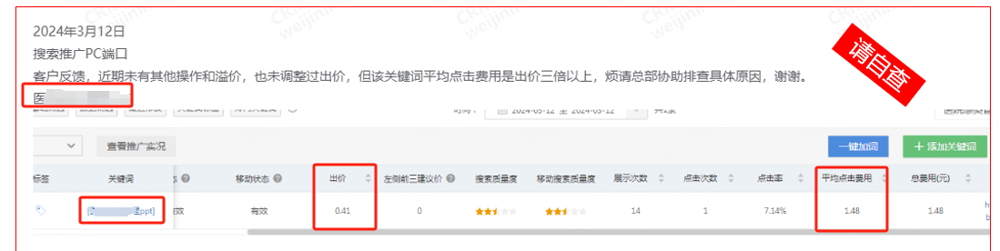 2024年3月12日
搜索推广PC端口
客户反馈，近期未有其他操作和溢价，也未调整过出价，但该关键词平均点击费用是出价三倍以上，烦请总部协助排查具体原因，谢谢。
请自查
医
2024-03-12 至 2024-03-12 共1条
查看推广实况 一键加词 + 添加关键词
标签 关键词 移动状态 出价 左侧前三建议价 搜索质量度 移动搜索质量度 展示次数 点击次数 点击率 平均点击费用 总费用(元)
ppt] 有效 0.41 0 14 1 7.14% 1.48 1.48